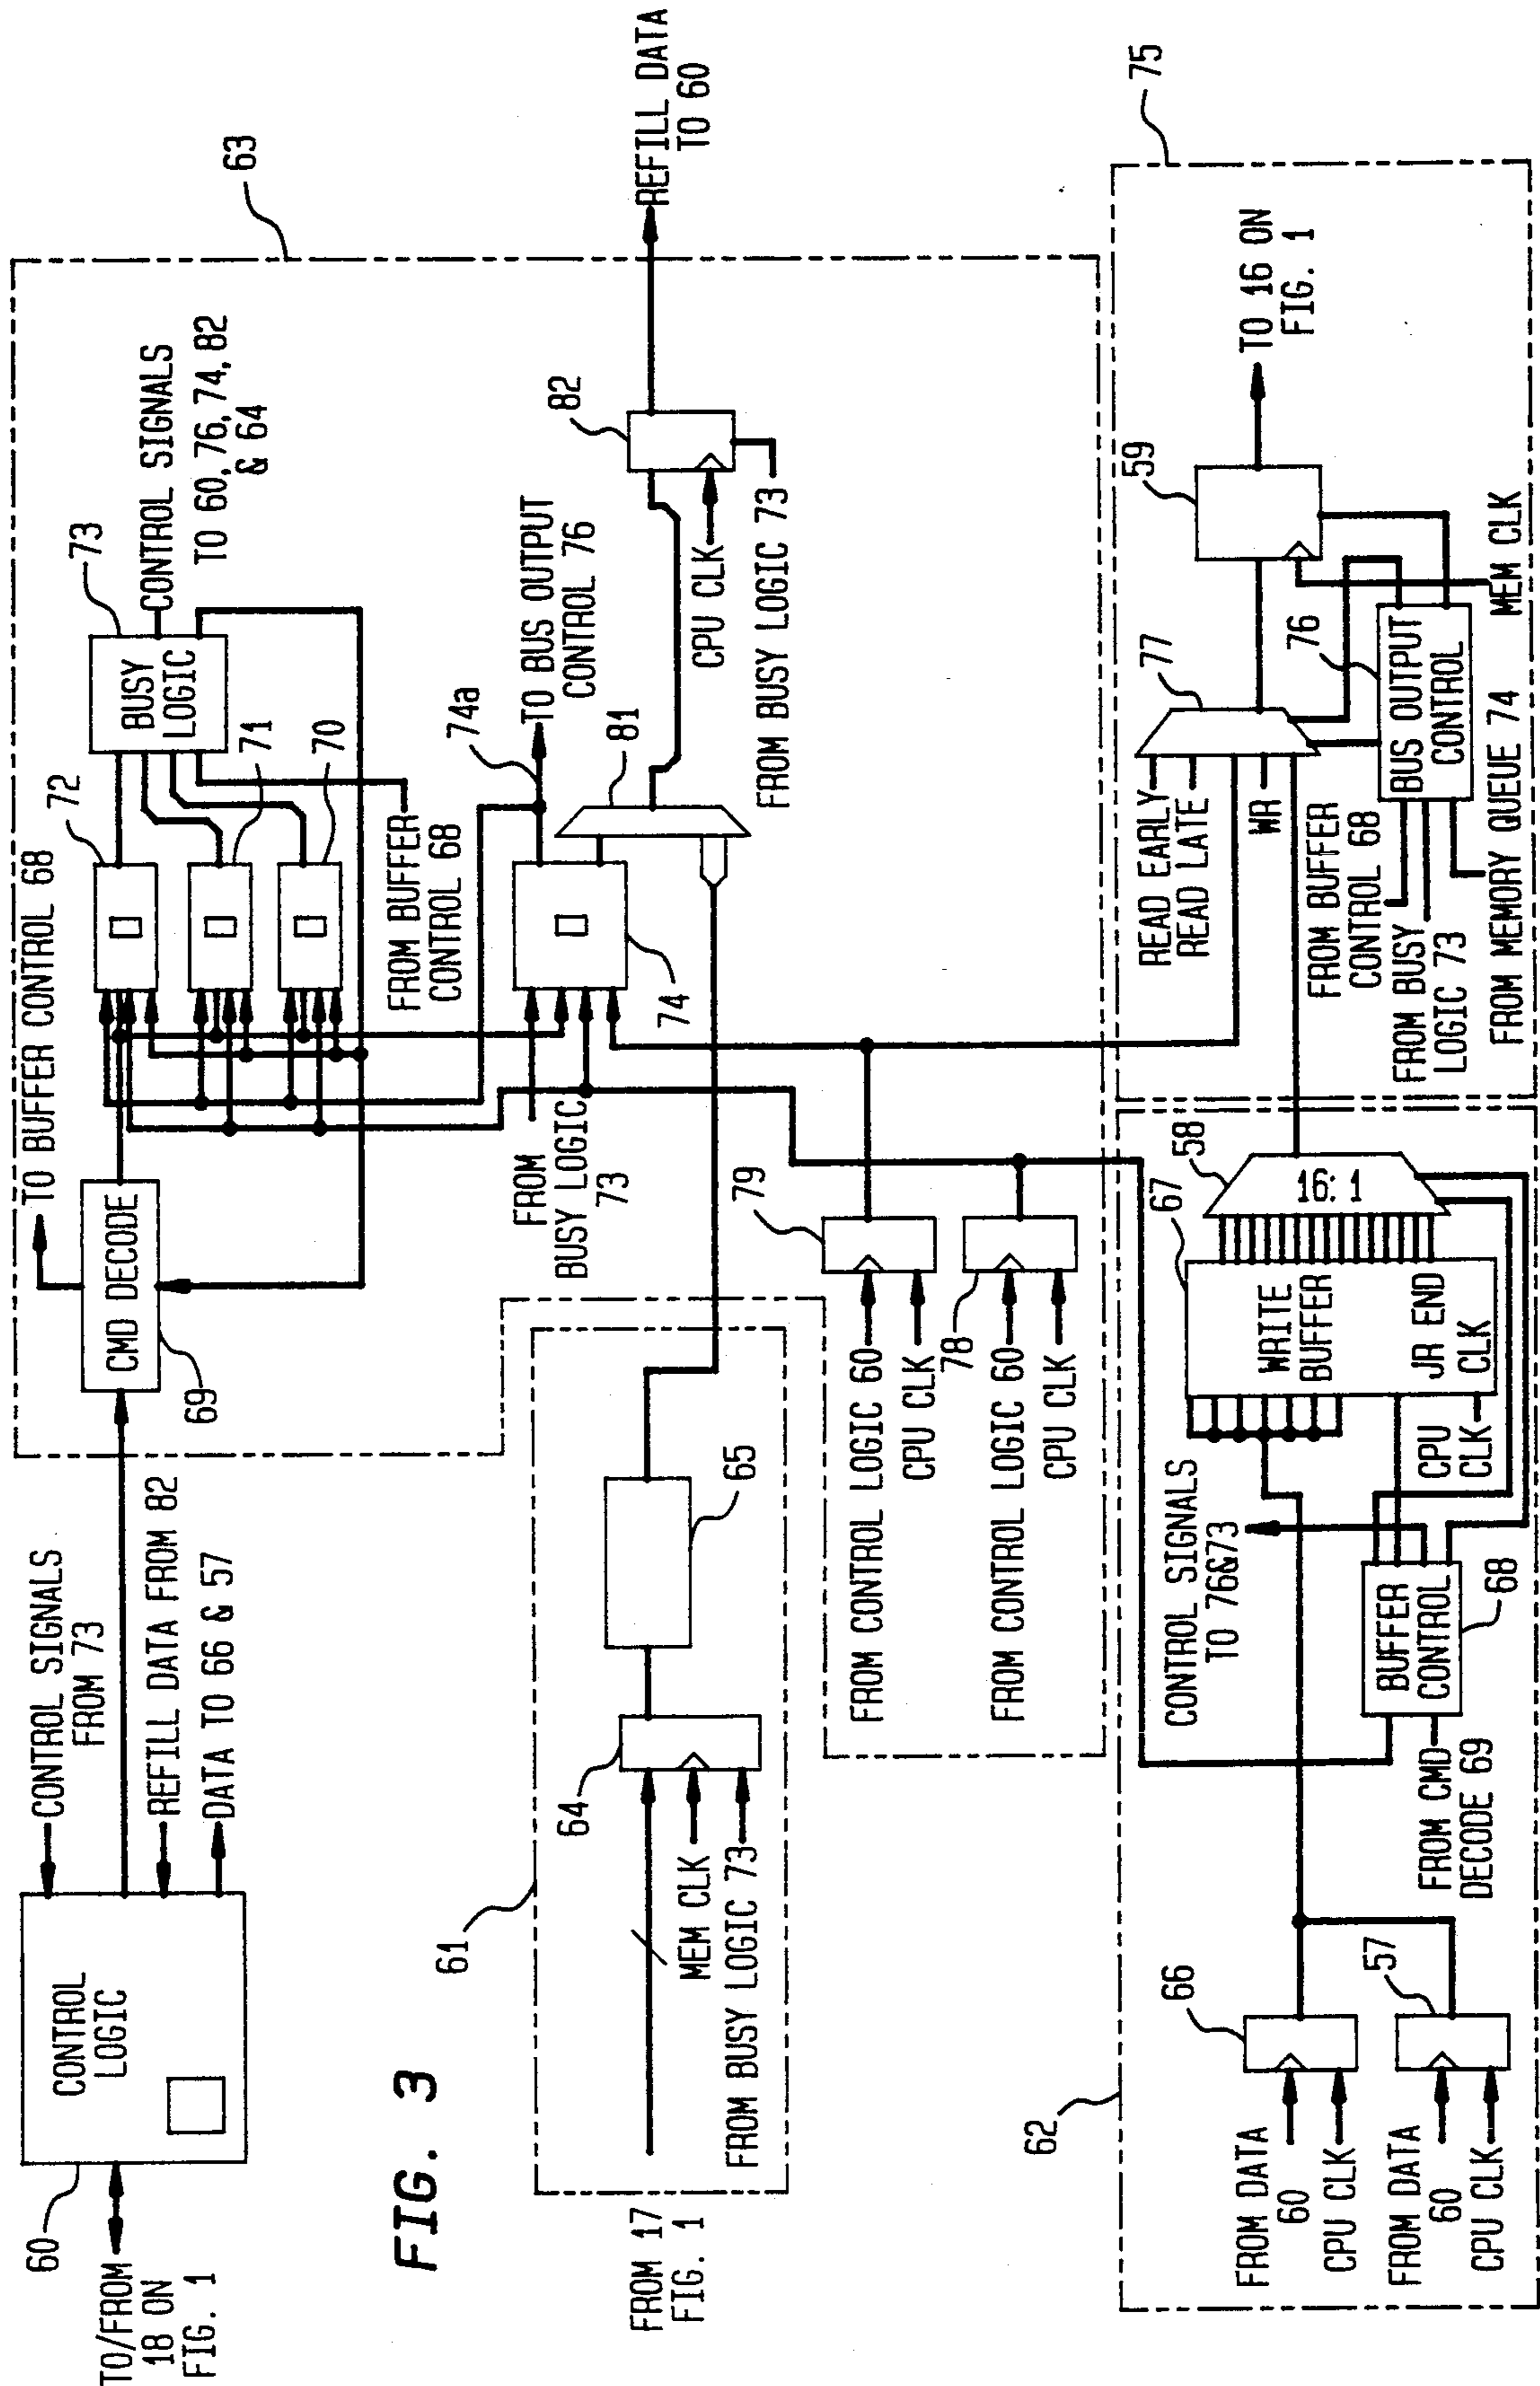 TO/FROM
18 ON
FIG. 1
60
CONTROL
LOGIC
CONTROL SIGNALS
FROM 73
REFILL DATA FROM 82
DATA TO 66 & 57
FIG. 3
TO BUFFER CONTROL 68
CMD DECODE
69
72
71
70
73
BUSY
LOGIC
CONTROL SIGNALS
TO 60, 76, 74, 82
& 64
FROM BUFFER
CONTROL 68
63
FROM
BUSY LOGIC
73
74
74a
TO BUS OUTPUT
CONTROL 76
81
82
CPU CLK
FROM BUSY LOGIC 73
REFILL DATA
TO 60
61
FROM 17
FIG. 1
64
MEM CLK
FROM BUSY LOGIC 73
65
79
FROM CONTROL LOGIC 60
CPU CLK
78
FROM CONTROL LOGIC 60
CPU CLK
62
66
FROM DATA
60
CPU CLK
57
FROM DATA
60
CPU CLK
CONTROL SIGNALS
TO 76&73
BUFFER
CONTROL
68
FROM CMD
DECODE 69
67
WRITE
BUFFER
JR END
CLK
CPU
CLK
58
16:1
75
READ EARLY
READ LATE
WR
77
FROM BUFFER
CONTROL 68
FROM BUSY
LOGIC 73
FROM MEMORY QUEUE 74
76
BUS OUTPUT
CONTROL
59
MEM CLK
TO 16 ON
FIG. 1